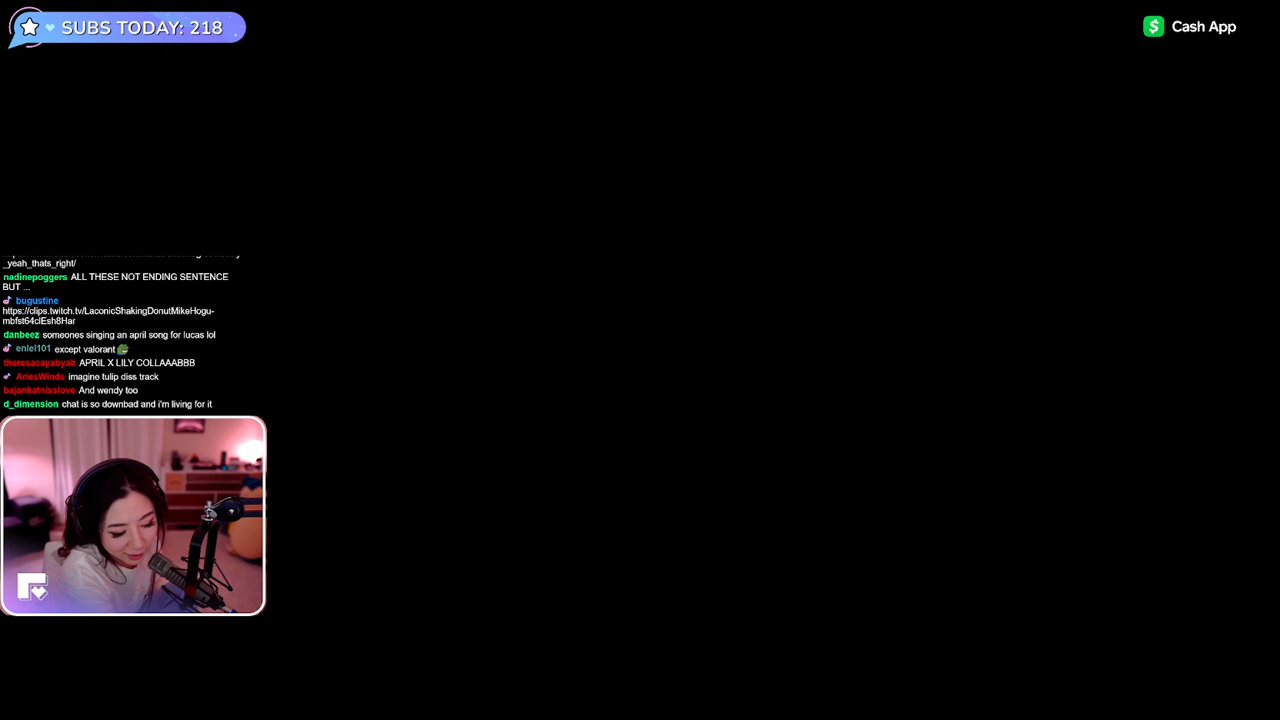 SUBS TODAY: 218
Cash App
_yeah_thats_right/
nadinepoggers ALL THESE NOT ENDING SENTENCE
BUT ...
bugustine
https://clips.twitch.tv/LaconicShakingDonutMikeHogu-
mbfst64clEsh8Har
danbeez someones singing an april song for lucas lol
eniel101 except valorant
theresacayabyab APRIL X LILY COLLAAABBB
AriesWinds imagine tulip diss track
bajankatnisslove And wendy too
d_dimension chat is so downbad and i'm living for it